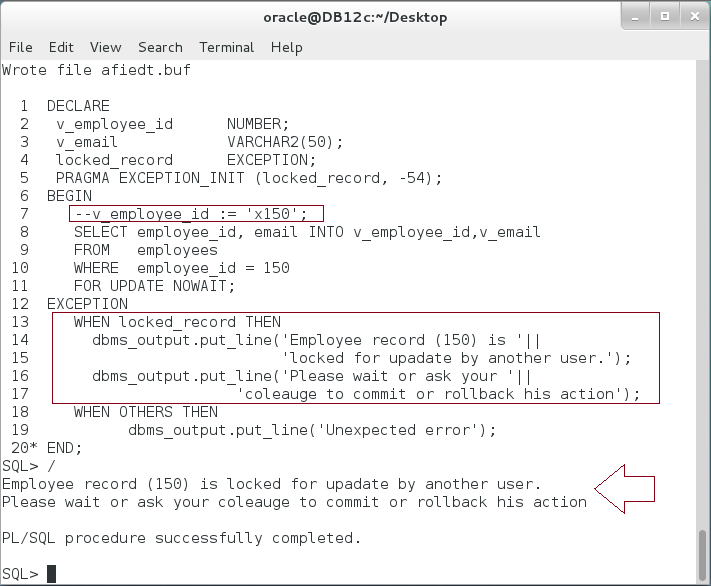 oracle@DB12c:~/Desktop
File Edit View Search Terminal Help
Wrote file afiedt.buf
1 DECLARE
2 v_employee_id NUMBER;
3 v_email VARCHAR2(50);
4 locked_record EXCEPTION;
5 PRAGMA EXCEPTION_INIT (locked_record, -54);
6 BEGIN
7 --v_employee_id := 'x150';
8 SELECT employee_id, email INTO v_employee_id,v_email
9 FROM employees
10 WHERE employee_id = 150
11 FOR UPDATE NOWAIT;
12 EXCEPTION
13 WHEN locked_record THEN
14 dbms_output.put_line('Employee record (150) is '||
15 'locked for upadate by another user.');
16 dbms_output.put_line('Please wait or ask your '||
17 'coleauge to commit or rollback his action');
18 WHEN OTHERS THEN
19 dbms_output.put_line('Unexpected error');
20* END;
SQL> /
Employee record (150) is locked for upadate by another user.
Please wait or ask your coleauge to commit or rollback his action
PL/SQL procedure successfully completed.
SQL>